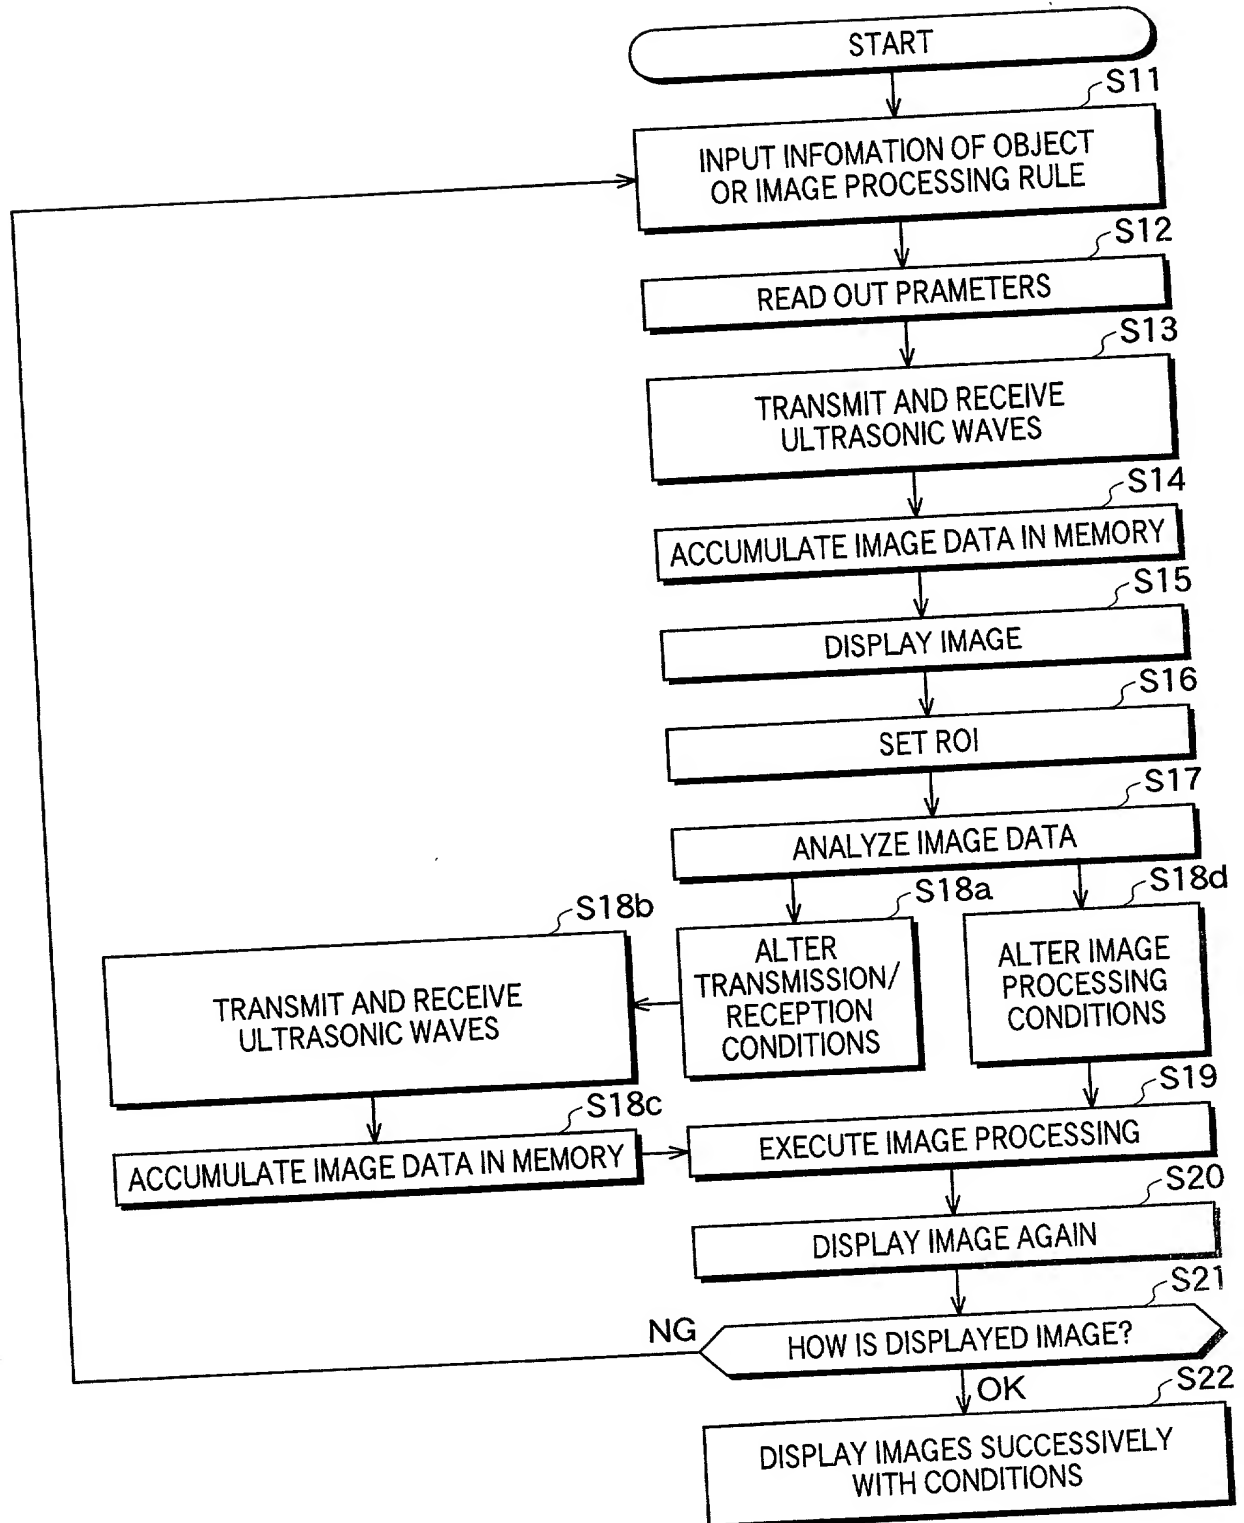 START
S11
INPUT INFOMATION OF OBJECT
OR IMAGE PROCESSING RULE
S12
READ OUT PRAMETERS
S13
TRANSMIT AND RECEIVE
ULTRASONIC WAVES
S14
ACCUMULATE IMAGE DATA IN MEMORY
S15
DISPLAY IMAGE
S16
SET ROI
S17
ANALYZE IMAGE DATA
S18a
ALTER
TRANSMISSION/
RECEPTION
CONDITIONS
S18d
ALTER IMAGE
PROCESSING
CONDITIONS
S18b
TRANSMIT AND RECEIVE
ULTRASONIC WAVES
S18c
ACCUMULATE IMAGE DATA IN MEMORY
S19
EXECUTE IMAGE PROCESSING
S20
DISPLAY IMAGE AGAIN
S21
HOW IS DISPLAYED IMAGE?
NG
OK
S22
DISPLAY IMAGES SUCCESSIVELY
WITH CONDITIONS